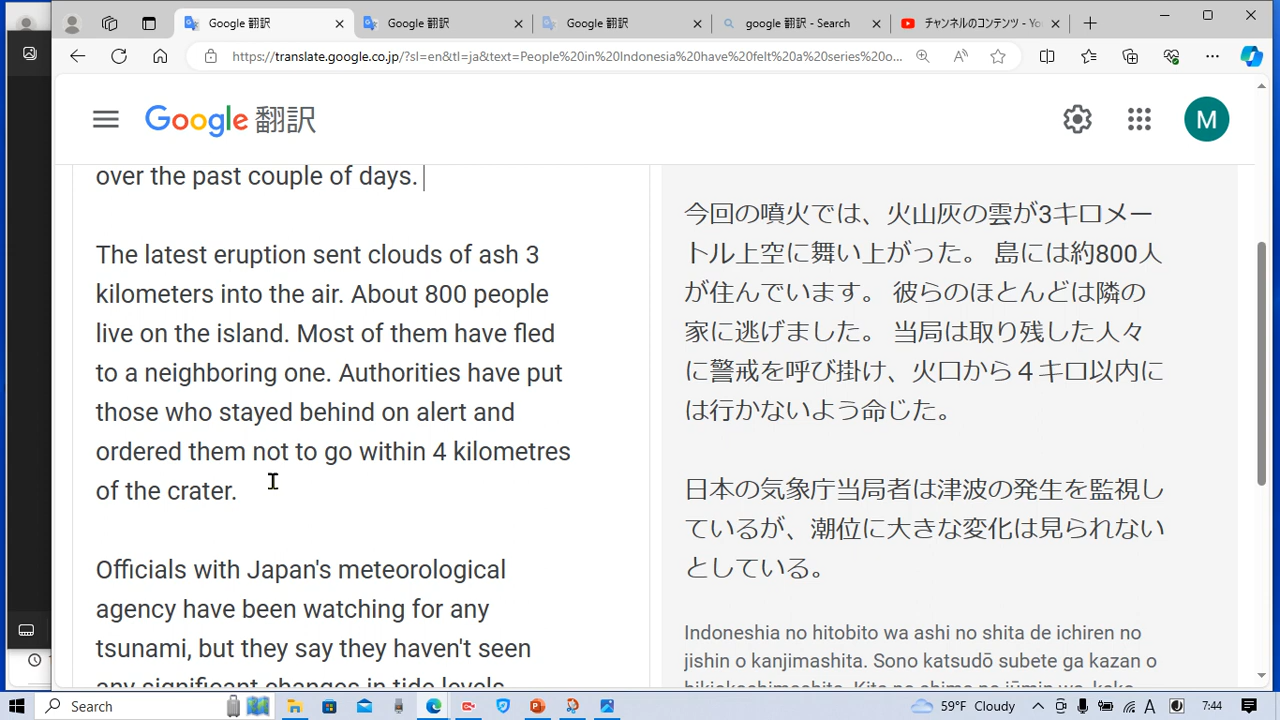 Google 翻訳
Google 翻訳
Google 翻訳
google 翻訳 - Search
チャンネルのコンテンツ - Yo
https://translate.google.co.jp/?sl=en&tl=ja&text=People%20in%20Indonesia%20have%20felt%20a%20series%20o...
Google 翻訳
M
over the past couple of days.
The latest eruption sent clouds of ash 3
kilometers into the air. About 800 people
live on the island. Most of them have fled
to a neighboring one. Authorities have put
those who stayed behind on alert and
ordered them not to go within 4 kilometres
of the crater.
Officials with Japan's meteorological
agency have been watching for any
tsunami, but they say they haven't seen
any significant changes in tide levels
今回の噴火では、火山灰の雲が3キロメー
トル上空に舞い上がった。 島には約800人
が住んでいます。 彼らのほとんどは隣の
家に逃げました。 当局は取り残した人々
に警戒を呼び掛け、火口から４キロ以内に
は行かないよう命じた。
日本の気象庁当局者は津波の発生を監視し
ているが、潮位に大きな変化は見られない
としている。
Indoneshia no hitobito wa ashi no shita de ichiren no
jishin o kanjimashita. Sono katsudō subete ga kazan o
Search
59°F Cloudy
A
7:44